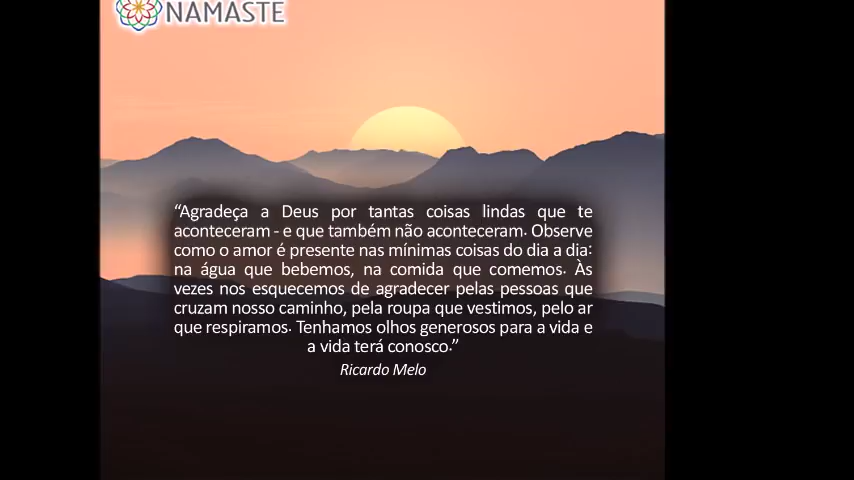 NAMASTE
“Agradeça a Deus por tantas coisas lindas que te
aconteceram - e que também não aconteceram. Observe
como o amor é presente nas mínimas coisas do dia a dia:
na água que bebemos, na comida que comemos. Às
vezes nos esquecemos de agradecer pelas pessoas que
cruzam nosso caminho, pela roupa que vestimos, pelo ar
que respiramos. Tenhamos olhos generosos para a vida e
a vida terá conosco.”
Ricardo Melo